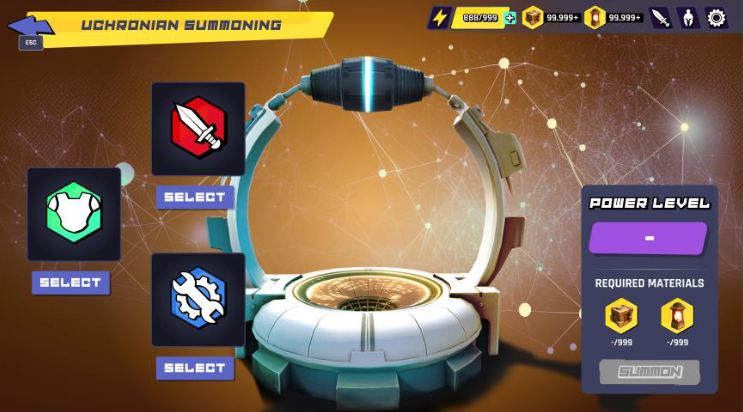 UCHRONIAN SUMMONING
888/999
99.999+
99.999+
ESC
SELECT
SELECT
SELECT
POWER LEVEL
-
REQUIRED MATERIALS
-/999
-/999
SUMMON